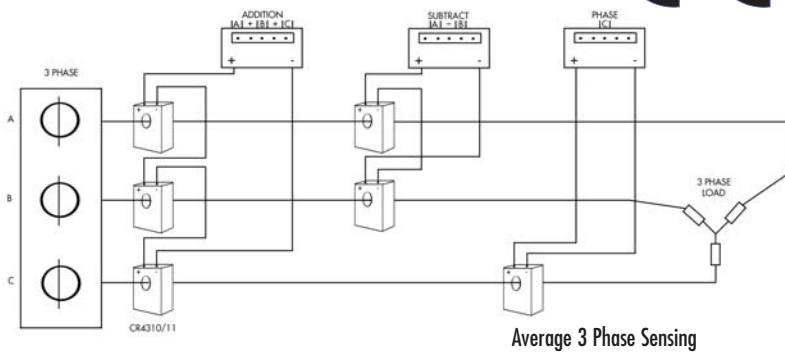 ADDITION
|A| + |B| + |C|
SUBTRACT
|A| - |B|
PHASE
|C|
+ -
+ -
+ -
3 PHASE
A
+ -
+ -
B
+ -
+ -
3 PHASE
LOAD
C
+ -
+ -
CR4310/11
Average 3 Phase Sensing